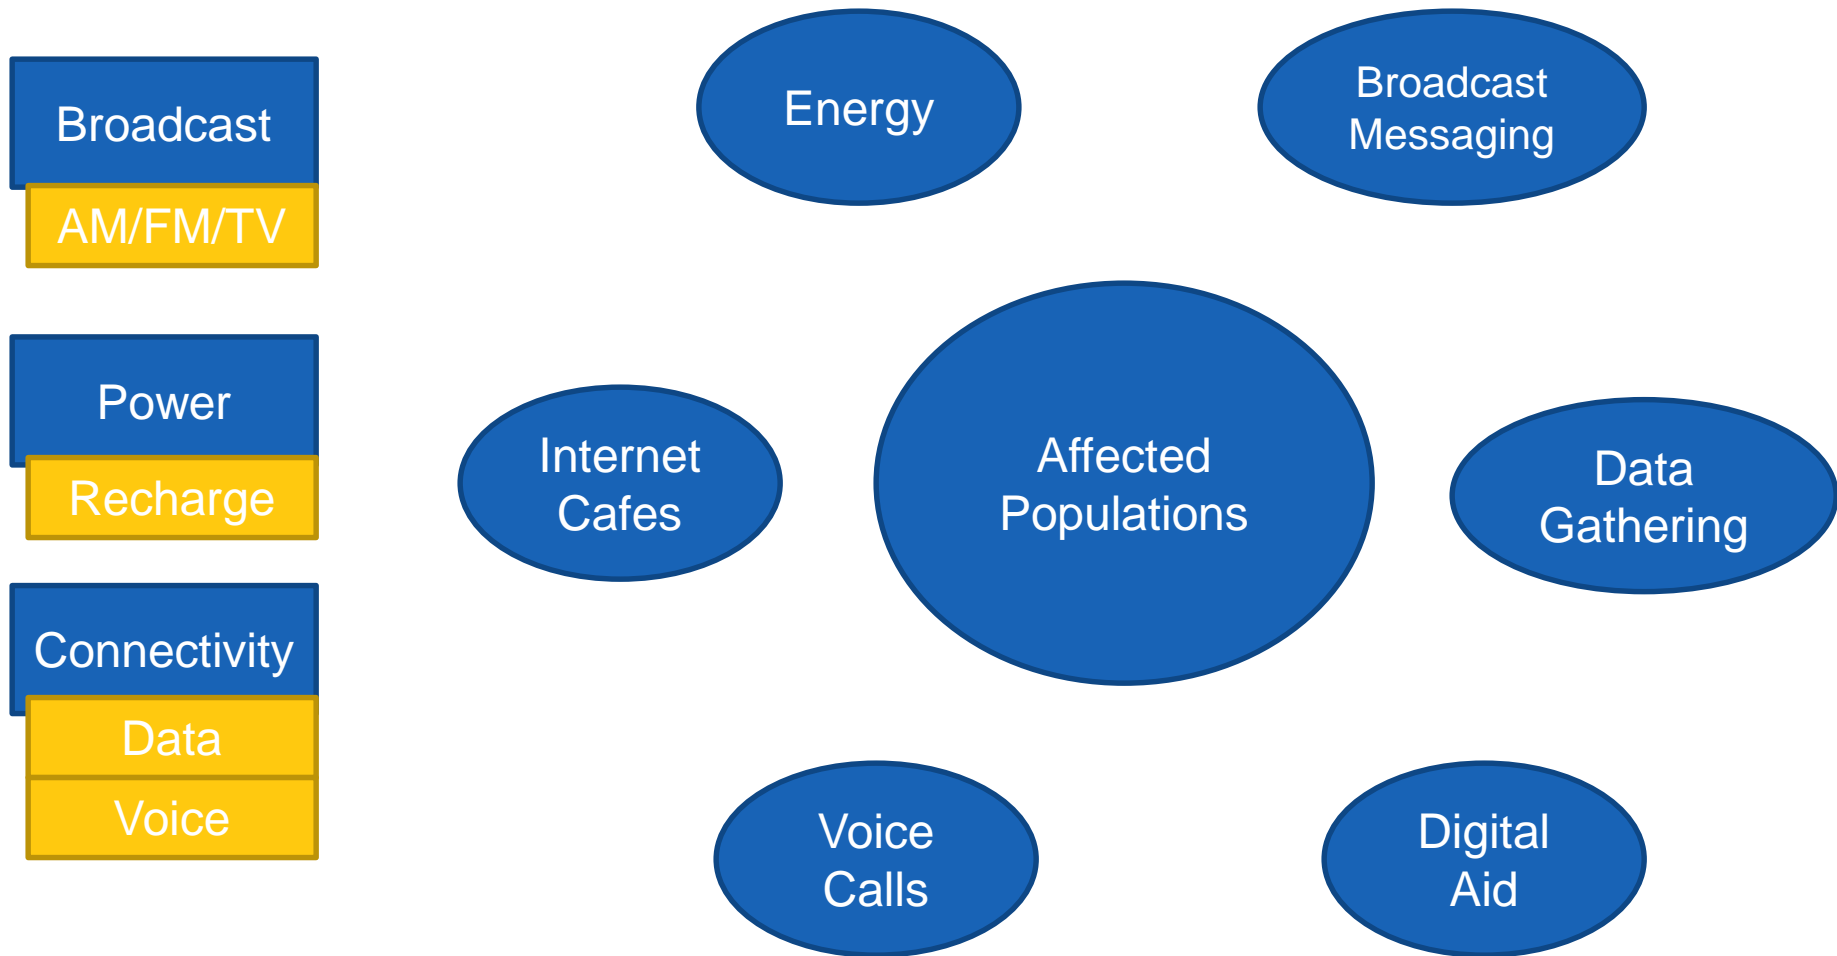 Broadcast
AM/FM/TV
Power
Recharge
Connectivity
Data
Voice
Energy
Broadcast
Messaging
Internet
Cafes
Affected
Populations
Data
Gathering
Voice
Calls
Digital
Aid